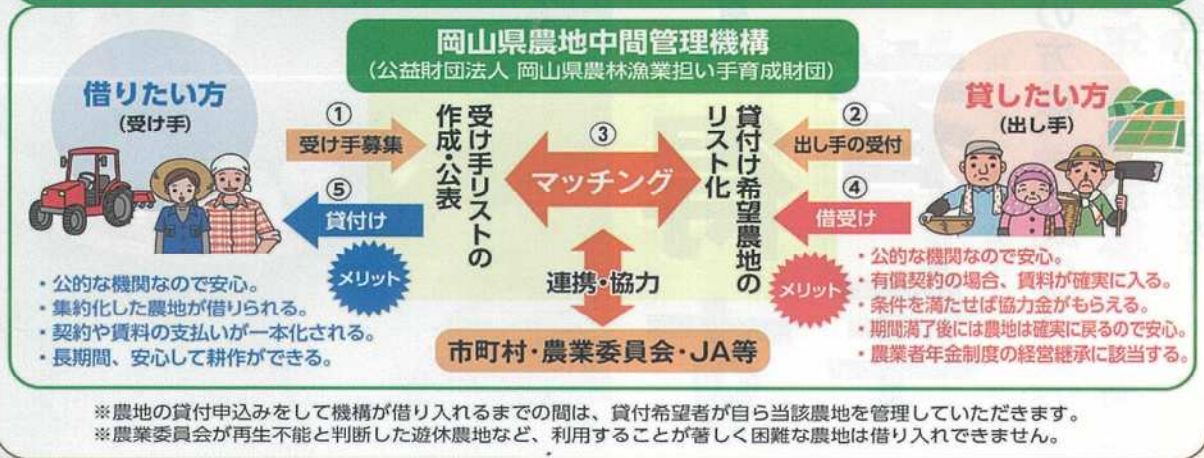 岡山県農地中間管理機構
(公益財団法人 岡山県農林漁業担い手育成財団)
借りたい方
(受け手)
①
受け手募集
受け手リストの
作成・公表
③
マッチング
貸付け希望農地の
リスト化
②
出し手の受付
貸したい方
(出し手)
⑤
貸付け
④
借受け
連携・協力
市町村・農業委員会・JA等
メリット
・公的な機関なので安心。
・集約化した農地が借りられる。
・契約や賃料の支払いが一本化される。
・長期間、安心して耕作ができる。
メリット
・公的な機関なので安心。
・有償契約の場合、賃料が確実に入る。
・条件を満たせば協力金がもらえる。
・期間満了後には農地は確実に戻るので安心。
・農業者年金制度の経営継承に該当する。
※農地の貸付申込みをして機構が借り入れるまでの間は、貸付希望者が自ら当該農地を管理していただきます。
※農業委員会が再生不能と判断した遊休農地など、利用することが著しく困難な農地は借り入れできません。